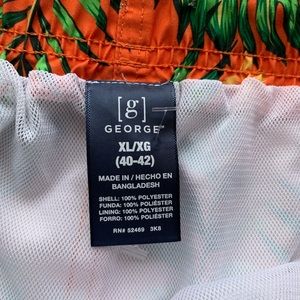 [g]
GEORGE™
XL/XG
(40-42)
MADE IN / HECHO EN
BANGLADESH
SHELL: 100% POLYESTER
FUNDA: 100% POLIÉSTER
LINING: 100% POLYESTER
FORRO: 100% POLIÉSTER
RN# 52469 3K8